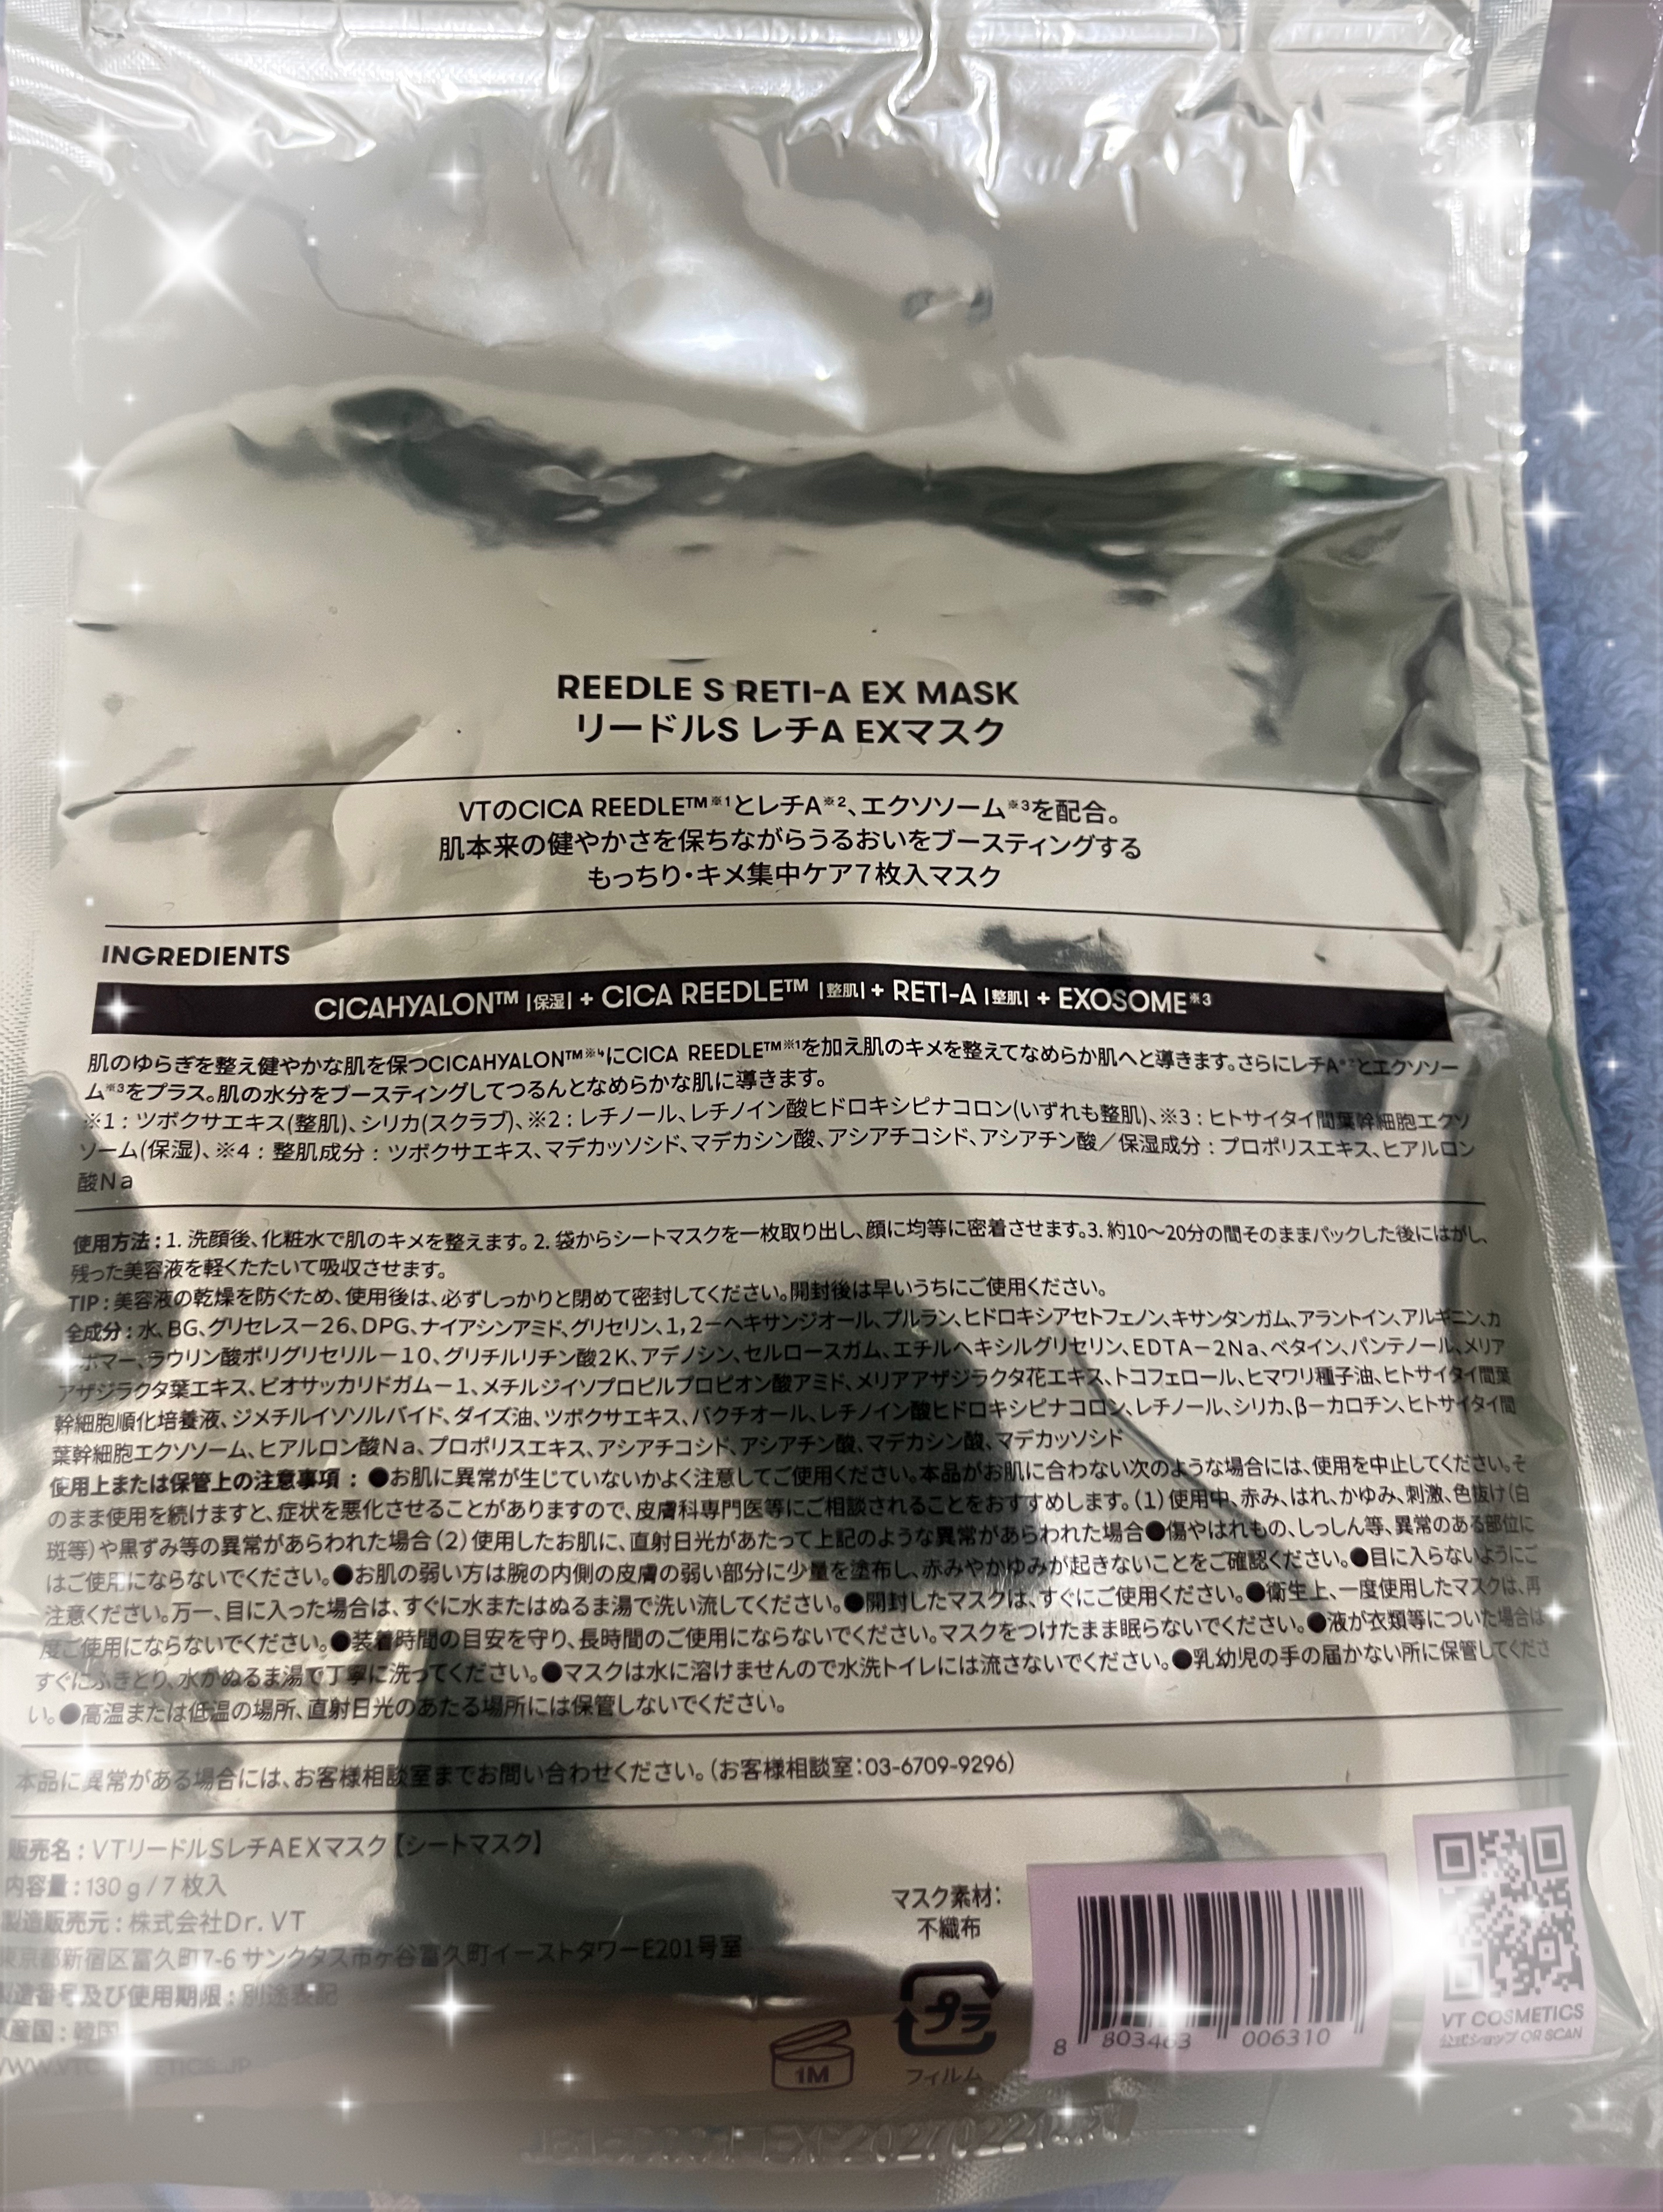 REEDLE S RETI-A EX MASK
リードルS レチA EXマスク
VTのCICA REEDLE™※1とレチA※2、エクソソーム※3を配合。
肌本来の健やかさを保ちながらうるおいをブースティングする
もっちり・キメ集中ケア7枚入マスク
INGREDIENTS
CICAHYALON™ |保湿| + CICA REEDLE™ |整肌| + RETI-A |整肌| + EXOSOME※3
肌のゆらぎを整え健やかな肌を保つCICAHYALON™※4にCICA REEDLE™※1を加え肌のキメを整えてなめらか肌へと導きます。さらにレチA※2とエクソソー
ム※3をプラス。肌の水分をブースティングしてつるんとなめらかな肌に導きます。
※1：ツボクサエキス(整肌)、シリカ(スクラブ)、※2：レチノール、レチノイン酸ヒドロキシピナコロン(いずれも整肌)、※3：ヒトサイタイ間葉幹細胞エクソ
ソーム(保湿)、※4：整肌成分：ツボクサエキス、マデカッソシド、マデカシン酸、アシアチコシド、アシアチン酸／保湿成分：プロポリスエキス、ヒアルロン
酸Na
使用方法：1. 洗顔後、化粧水で肌のキメを整えます。2. 袋からシートマスクを一枚取り出し、顔に均等に密着させます。3. 約10〜20分の間そのままパックした後にはがし、
残った美容液を軽くたたいて吸収させます。
TIP：美容液の乾燥を防ぐため、使用後は、必ずしっかりと閉めて密封してください。開封後は早いうちにご使用ください。
全成分：水、BG、グリセレス－26、DPG、ナイアシンアミド、グリセリン、1,2－ヘキサンジオール、プルラン、ヒドロキシアセトフェノン、キサンタンガム、アラントイン、アルギニン、カ
ルボマー、ラウリン酸ポリグリセリル－10、グリチルリチン酸2K、アデノシン、セルロースガム、エチルヘキシルグリセリン、EDTA－2Na、ベタイン、パンテノール、メリア
アザジラクタ葉エキス、ビオサッカリドガム－1、メチルジイソプロピルプロピオン酸アミド、メリアアザジラクタ花エキス、トコフェロール、ヒマワリ種子油、ヒトサイタイ間葉
幹細胞順化培養液、ジメチルイソソルバイド、ダイズ油、ツボクサエキス、バクチオール、レチノイン酸ヒドロキシピナコロン、レチノール、シリカ、β－カロチン、ヒトサイタイ間
葉幹細胞エクソソーム、ヒアルロン酸Na、プロポリスエキス、アシアチコシド、アシアチン酸、マデカシン酸、マデカッソシド
使用上または保管上の注意事項：●お肌に異常が生じていないかよく注意してご使用ください。本品がお肌に合わない次のような場合には、使用を中止してください。そ
のまま使用を続けますと、症状を悪化させることがありますので、皮膚科専門医等にご相談されることをおすすめします。(1)使用中、赤み、はれ、かゆみ、刺激、色抜け(白
斑等)や黒ずみ等の異常があらわれた場合(2)使用したお肌に、直射日光があたって上記のような異常があらわれた場合●傷やはれもの、しっしん等、異常のある部位に
はご使用にならないでください。●お肌の弱い方は腕の内側の皮膚の弱い部分に少量を塗布し、赤みやかゆみが起きないことをご確認ください。●目に入らないようにご
注意ください。万一、目に入った場合は、すぐに水またはぬるま湯で洗い流してください。●開封したマスクは、すぐにご使用ください。●衛生上、一度使用したマスクは、再
度ご使用にならないでください。●装着時間の目安を守り、長時間のご使用にならないでください。マスクをつけたまま眠らないでください。●液が衣類等についた場合は
すぐにふきとり、水かぬるま湯で丁寧に洗ってください。●マスクは水に溶けませんので水洗トイレには流さないでください。●乳幼児の手の届かない所に保管してくださ
い。●高温または低温の場所、直射日光のあたる場所には保管しないでください。
本品に異常がある場合には、お客様相談室までお問い合わせください。(お客様相談室：03-6709-9296)
販売名：VTリードルSレチAEXマスク【シートマスク】
内容量：130g / 7枚入
製造販売元：株式会社Dr. VT
東京都新宿区富久町7-6 サンクタス市ヶ谷富久町イーストタワーE201号室
製造番号及び使用期限：別途表記
原産国：韓国
マスク素材：
不織布
プラ
フィルム
1M
8 803463 006310
VT COSMETICS
公式ショップ QR SCAN